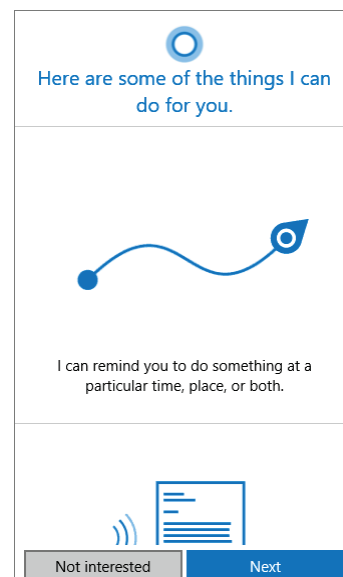 Here are some of the things I can
do for you.
I can remind you to do something at a
particular time, place, or both.
Not interested
Next